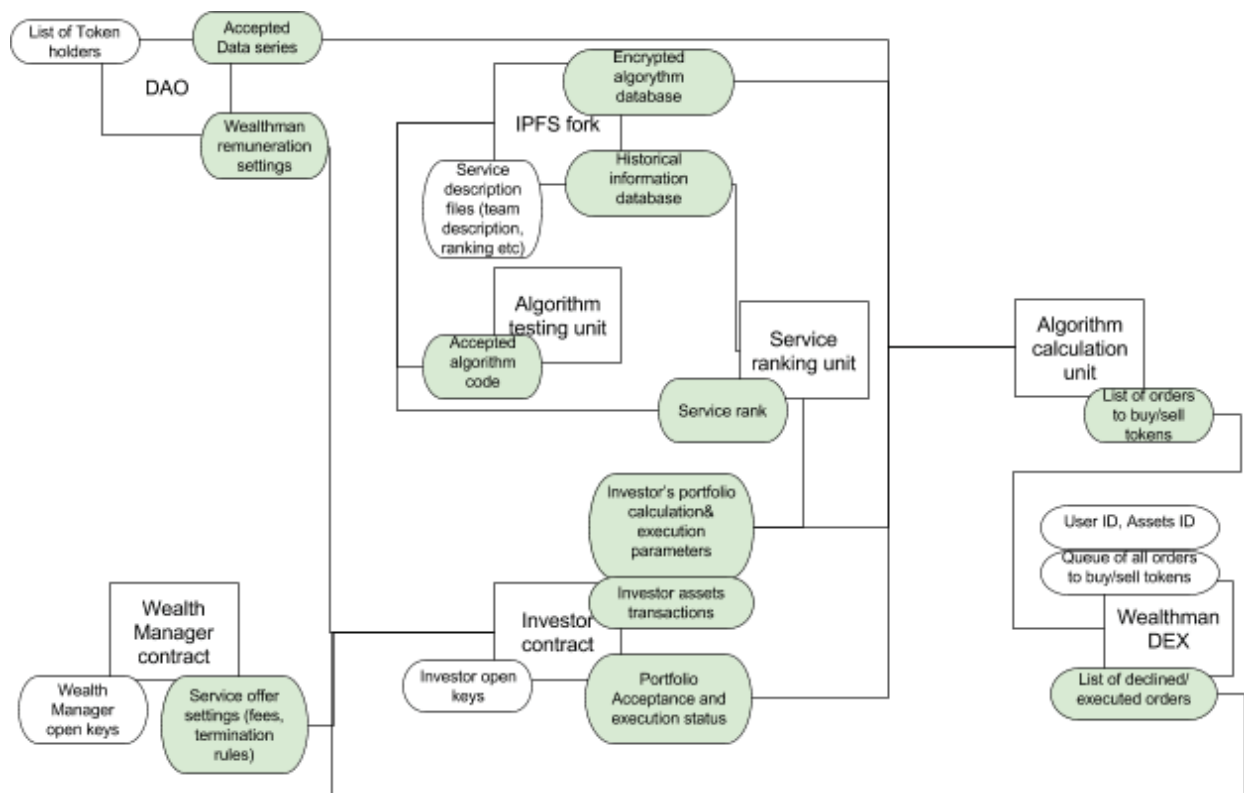 List of Token
holders
Accepted
Data series
DAO
Wealthman
remuneration
settings
Encrypted
algorythm
database
IPFS fork
Historical
information
database
Service
description
files (team
description,
ranking etc)
Algorithm
testing unit
Accepted
algorithm
code
Service
ranking unit
Service rank
Algorithm
calculation
unit
List of orders
to buy/sell
tokens
Investor's portfolio
calculation&
execution
parameters
User ID, Assets ID
Queue of all orders
to buy/sell tokens
Wealthman
DEX
List of declined/
executed orders
Investor assets
transactions
Investor
contract
Investor open
keys
Portfolio
Acceptance and
execution status
Wealth
Manager
contract
Wealth
Manager
open keys
Service offer
settings (fees,
termination
rules)